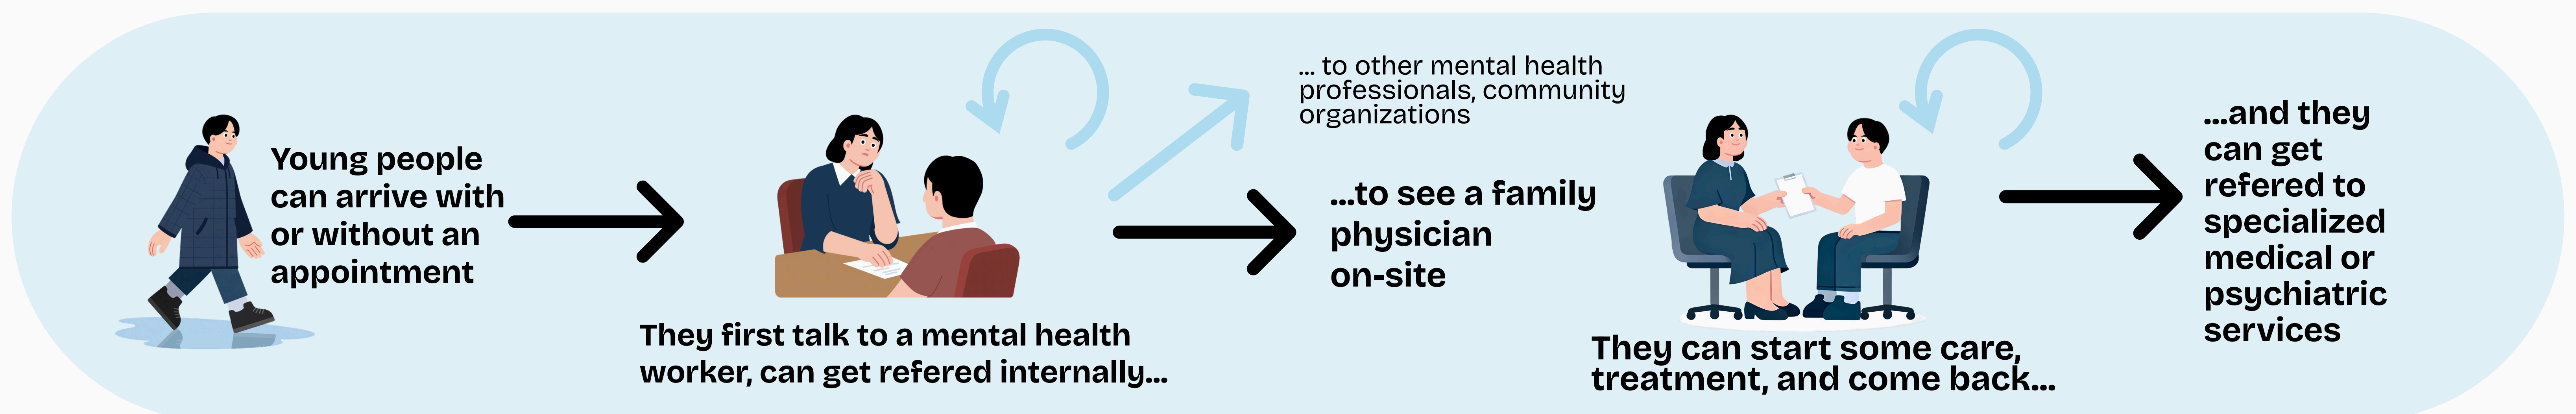 Young people
can arrive with
or without an
appointment
They first talk to a mental health
worker, can get refered internally...
... to other mental health
professionals, community
organizations
...to see a family
physician
on-site
They can start some care,
treatment, and come back...
...and they
can get
refered to
specialized
medical or
psychiatric
services